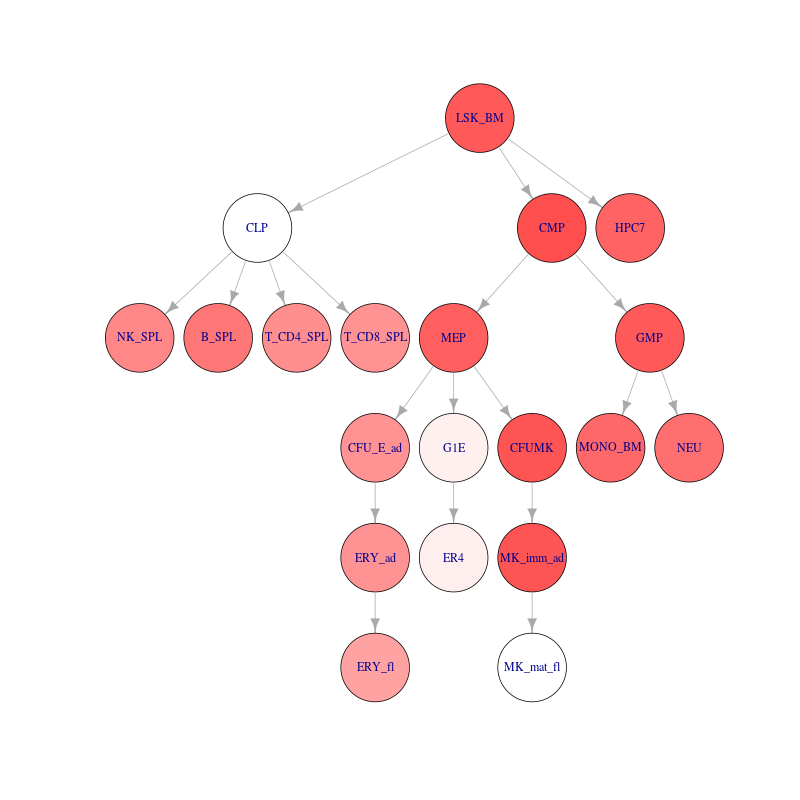 LSK_BM
CLP
CMP
HPC7
NK_SPL
B_SPL
T_CD4_SPL
T_CD8_SPL
MEP
GMP
CFU_E_ad
G1E
CFUMK
MONO_BM
NEU
ERY_ad
ER4
MK_imm_ad
ERY_fl
MK_mat_fl